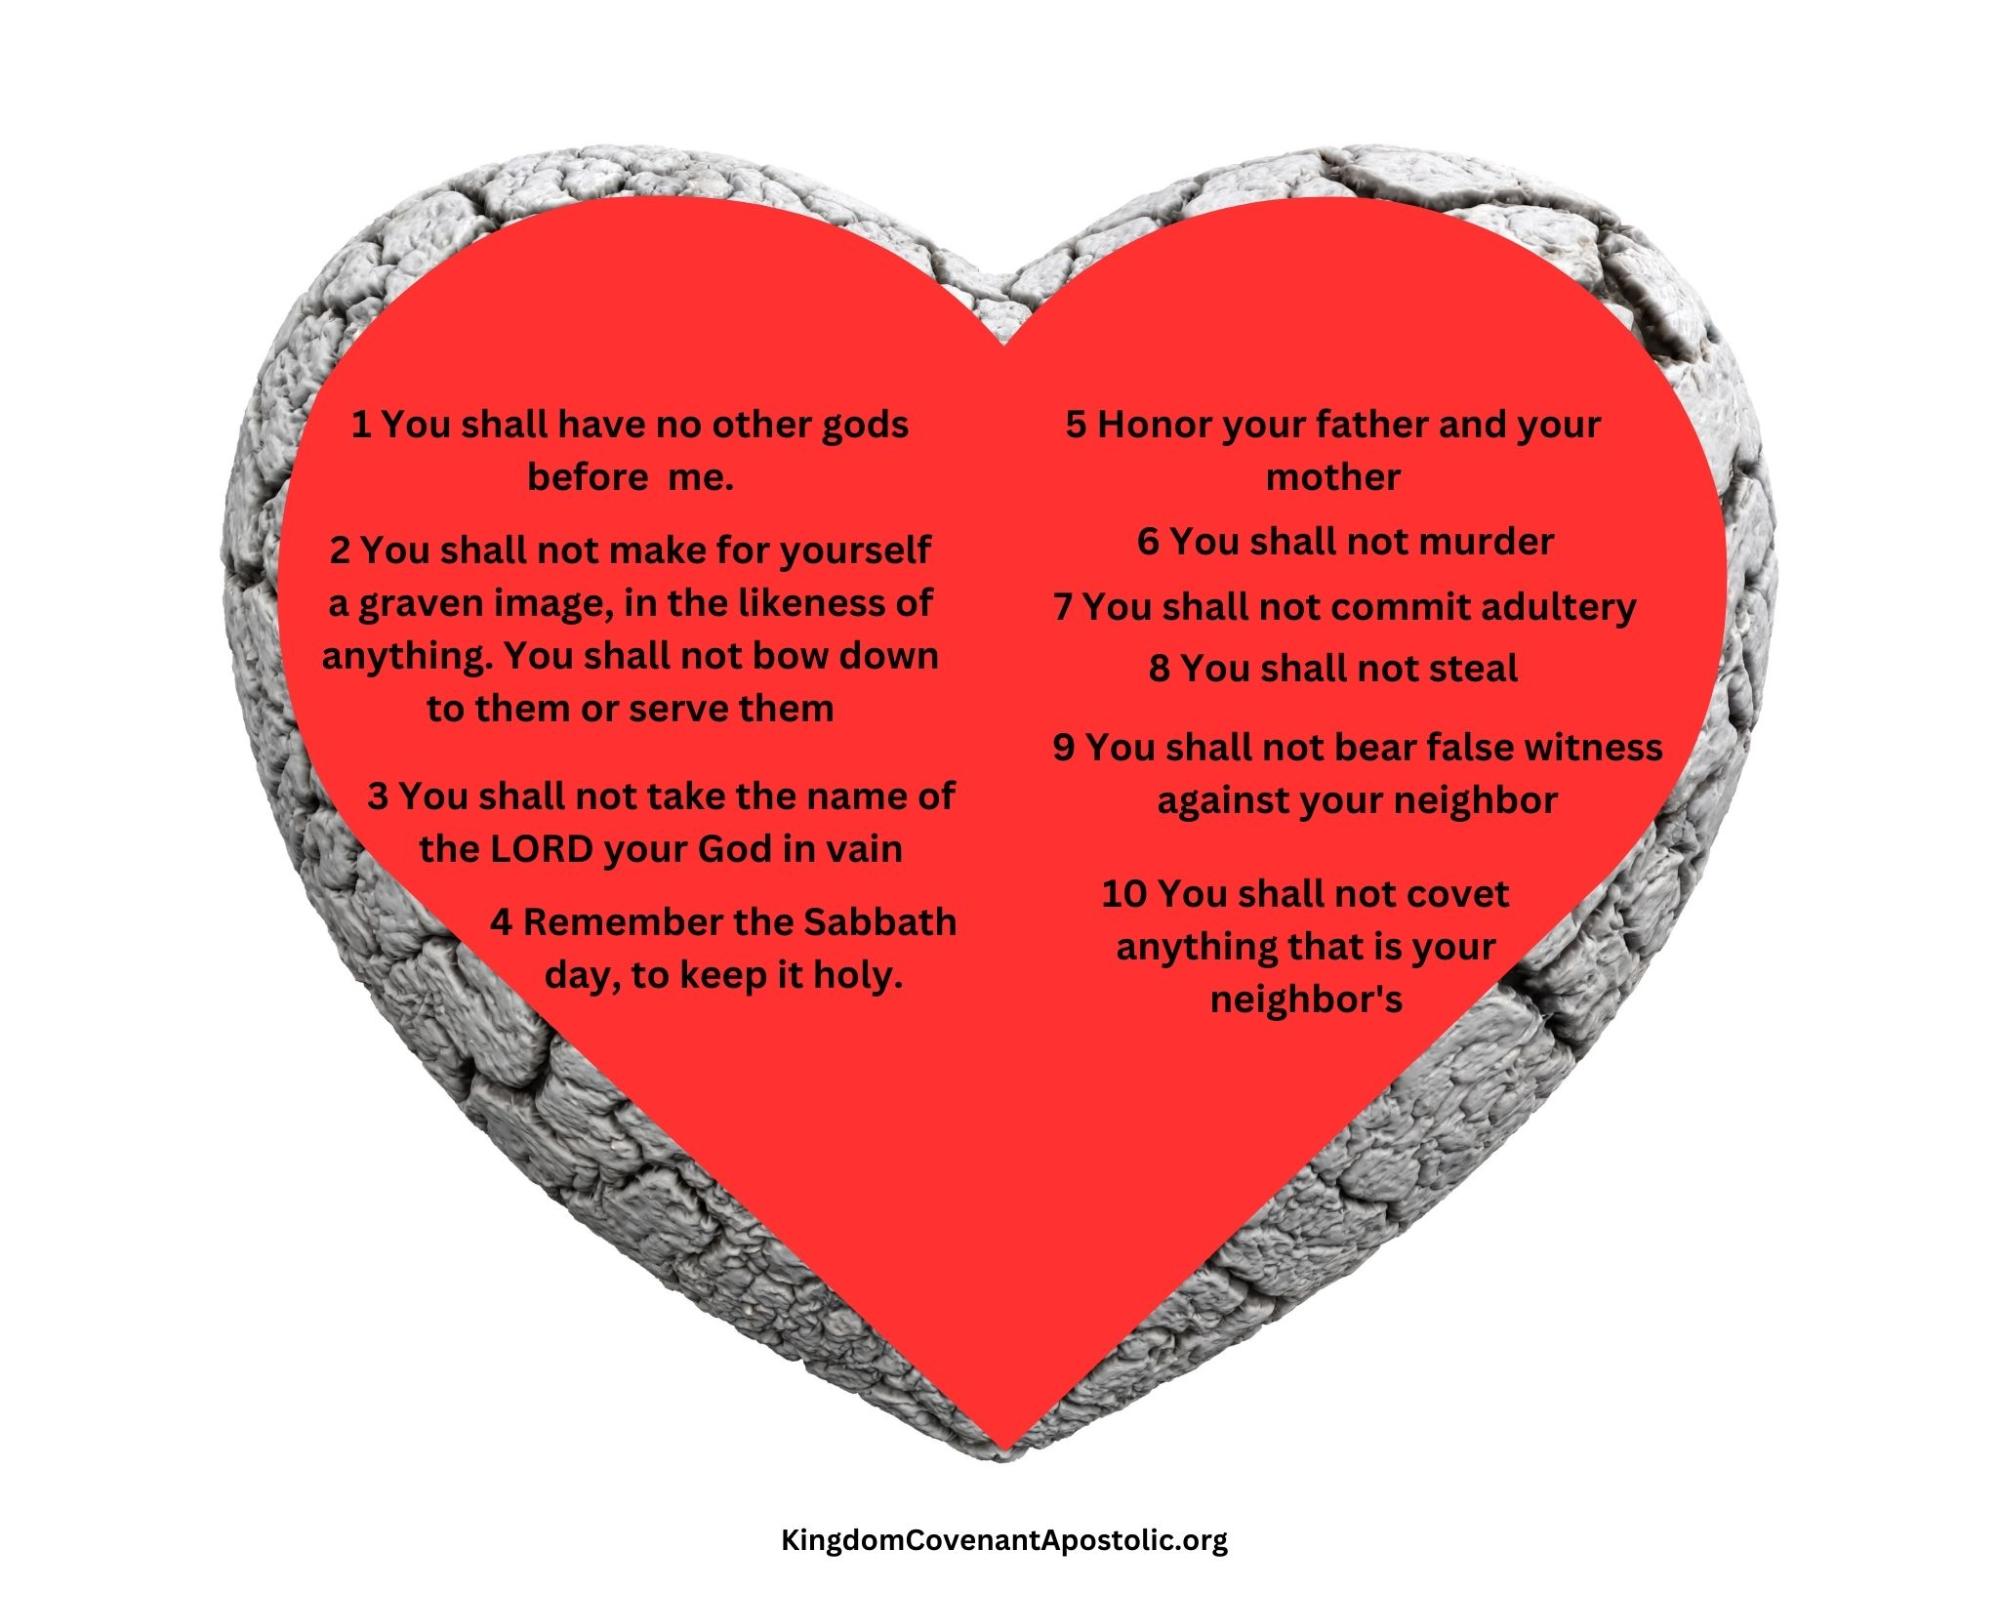 1 You shall have no other gods
before  me.
2 You shall not make for yourself
a graven image, in the likeness of
anything. You shall not bow down
to them or serve them
3 You shall not take the name of
the LORD your God in vain
4 Remember the Sabbath
day, to keep it holy.
5 Honor your father and your
mother
6 You shall not murder
7 You shall not commit adultery
8 You shall not steal
9 You shall not bear false witness
against your neighbor
10 You shall not covet
anything that is your
neighbor's
KingdomCovenantApostolic.org